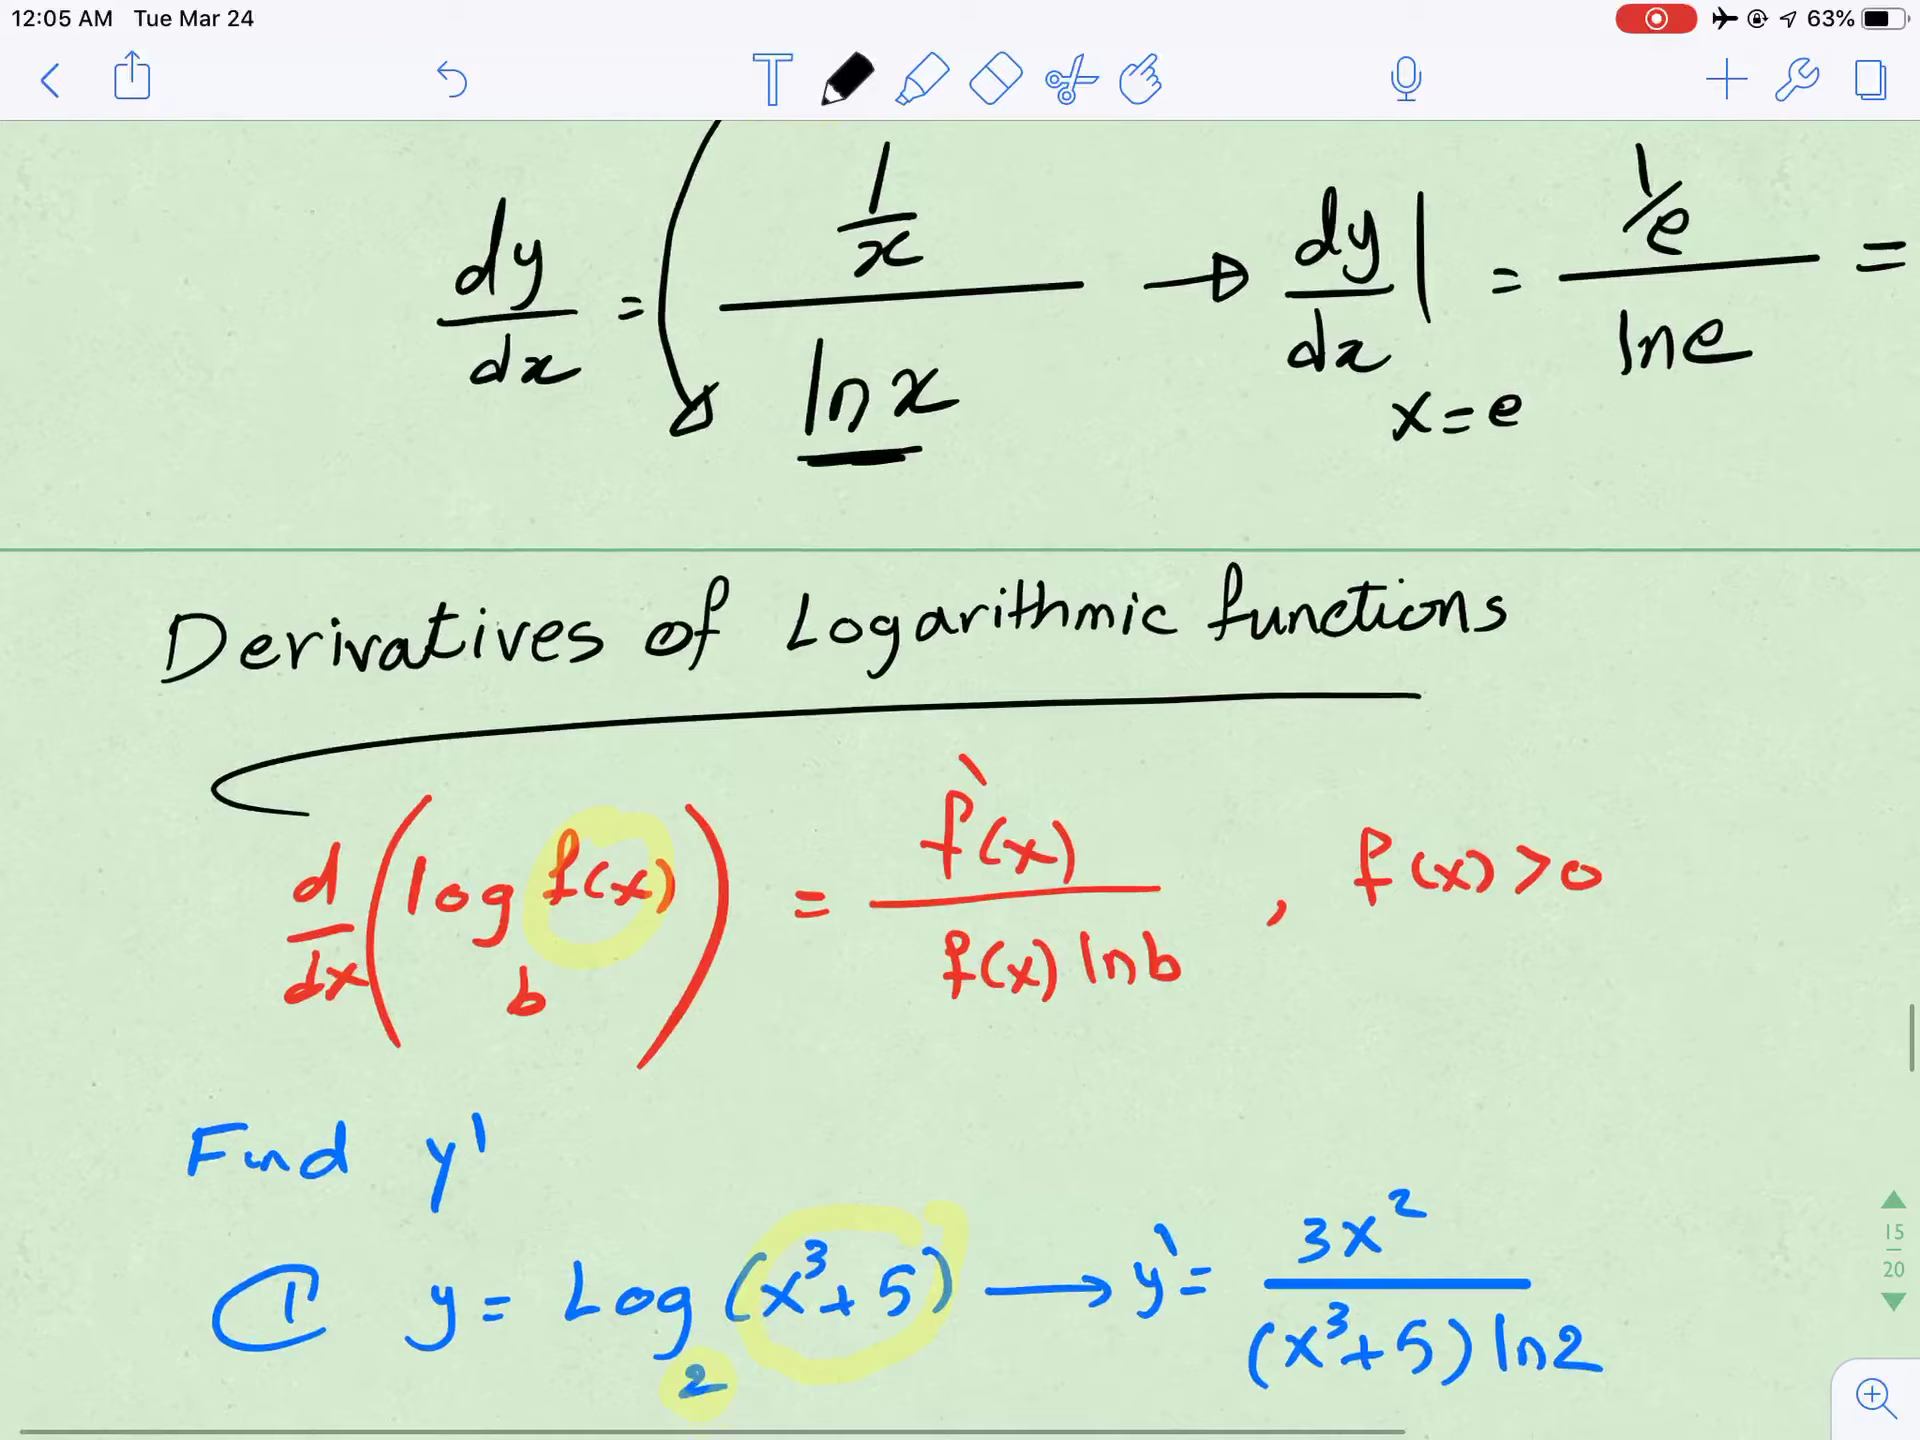 12:05 AM Tue Mar 24 63%
T
dy/dx = (1/x)/(ln x) → dy/dx | x=e = (1/e)/(ln e) =
Derivatives of Logarithmic functions
d/dx (log_b f(x)) = f'(x)/(f(x) ln b) , f(x) > 0
Find y'
① y = Log_2 (x³+5) → y' = 3x²/((x³+5) ln2)
15
20